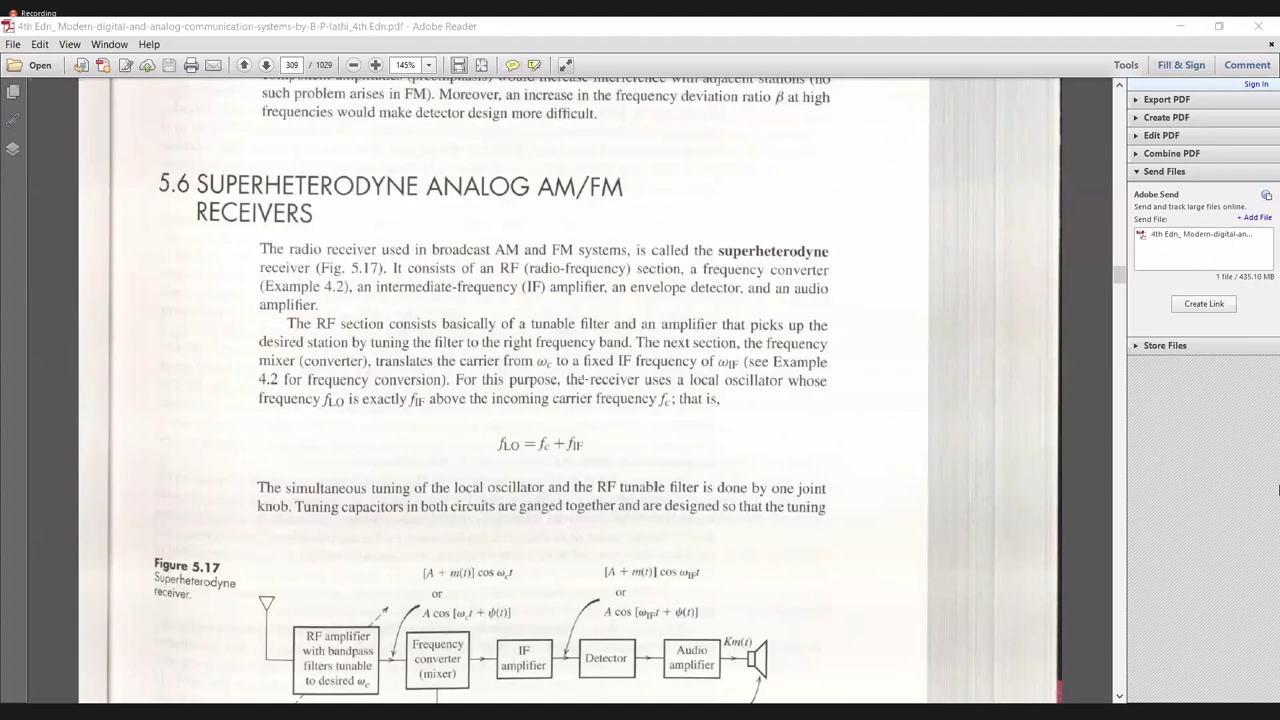 Recording
4th Edn_ Modern-digital-and-analog-communication-systems-by-B-P-lathi_4th Edn.pdf - Adobe Reader
File Edit View Window Help
Open 309 / 1029 145% Tools Fill & Sign Comment
Sign In
Export PDF
Create PDF
Edit PDF
Combine PDF
Send Files
Adobe Send
Send and track large files online.
Send File:
+ Add File
4th Edn_ Modern-digital-an...
1 file / 435.10 MB
Create Link
Store Files
component amplitudes (preemphasis) would increase interference with adjacent stations (no
such problem arises in FM). Moreover, an increase in the frequency deviation ratio β at high
frequencies would make detector design more difficult.
5.6 SUPERHETERODYNE ANALOG AM/FM
RECEIVERS
The radio receiver used in broadcast AM and FM systems, is called the superheterodyne
receiver (Fig. 5.17). It consists of an RF (radio-frequency) section, a frequency converter
(Example 4.2), an intermediate-frequency (IF) amplifier, an envelope detector, and an audio
amplifier.
The RF section consists basically of a tunable filter and an amplifier that picks up the
desired station by tuning the filter to the right frequency band. The next section, the frequency
mixer (converter), translates the carrier from ωc to a fixed IF frequency of ωIF (see Example
4.2 for frequency conversion). For this purpose, the receiver uses a local oscillator whose
frequency fLO is exactly fIF above the incoming carrier frequency fc; that is,
fLO = fc + fIF
The simultaneous tuning of the local oscillator and the RF tunable filter is done by one joint
knob. Tuning capacitors in both circuits are ganged together and are designed so that the tuning
Figure 5.17
Superheterodyne
receiver.
[A + m(t)] cos ωct
or
A cos [ωct + ψ(t)]
[A + m(t)] cos ωIFt
or
A cos [ωIFt + ψ(t)]
RF amplifier
with bandpass
filters tunable
to desired ωc
Frequency
converter
(mixer)
IF
amplifier
Detector
Audio
amplifier
Km(t)